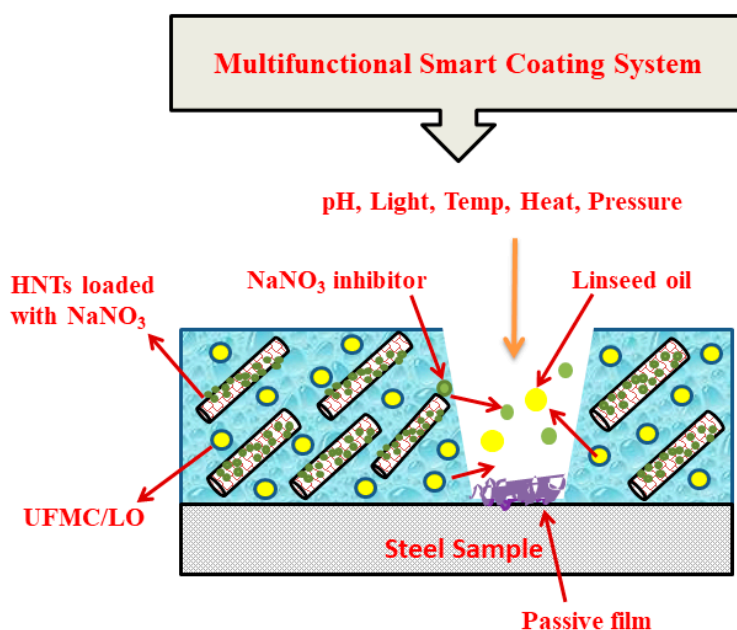 Multifunctional Smart Coating System
pH, Light, Temp, Heat, Pressure
HNTs loaded
with NaNO₃
NaNO₃ inhibitor
Linseed oil
UFMC/LO
Steel Sample
Passive film